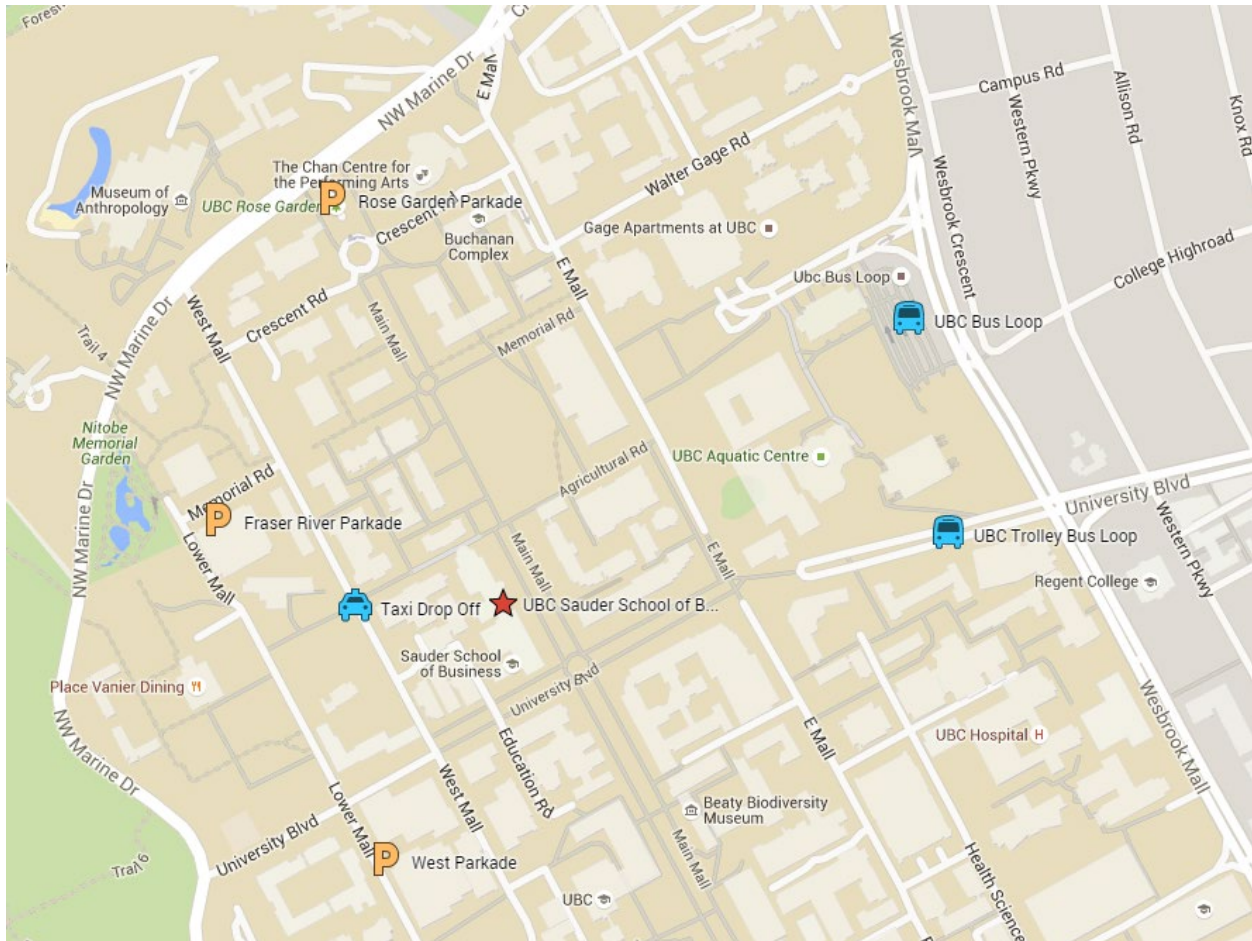 NW Marine Dr
E Mall
Wesbrook Mall
Campus Rd
Western Pkwy
Allison Rd
Knox Rd
The Chan Centre for
the Performing Arts
Walter Gage Rd
Museum of
Anthropology
UBC Rose Garden
P
Rose Garden Parkade
Crescent Rd
Buchanan
Complex
Gage Apartments at UBC
Wesbrook Crescent
College Highroad
Ubc Bus Loop
E Mall
UBC Bus Loop
West Mall
Crescent Rd
Main Mall
Memorial Rd
Trail 4
NW Marine Dr
Nitobe
Memorial
Garden
Agricultural Rd
UBC Aquatic Centre
University Blvd
Memorial Rd
P
Fraser River Parkade
NW Marine Dr
Lower Mall
Main Mall
E Mall
UBC Trolley Bus Loop
Western Pkwy
Regent College
Taxi Drop Off
UBC Sauder School of B...
Sauder School
of Business
Place Vanier Dining
University Blvd
Wesbrook Mall
NW Marine Dr
E Mall
UBC Hospital
H
Education Rd
West Mall
Lower Mall
Beaty Biodiversity
Museum
University Blvd
Trail 6
P
West Parkade
Main Mall
Health Science
UBC